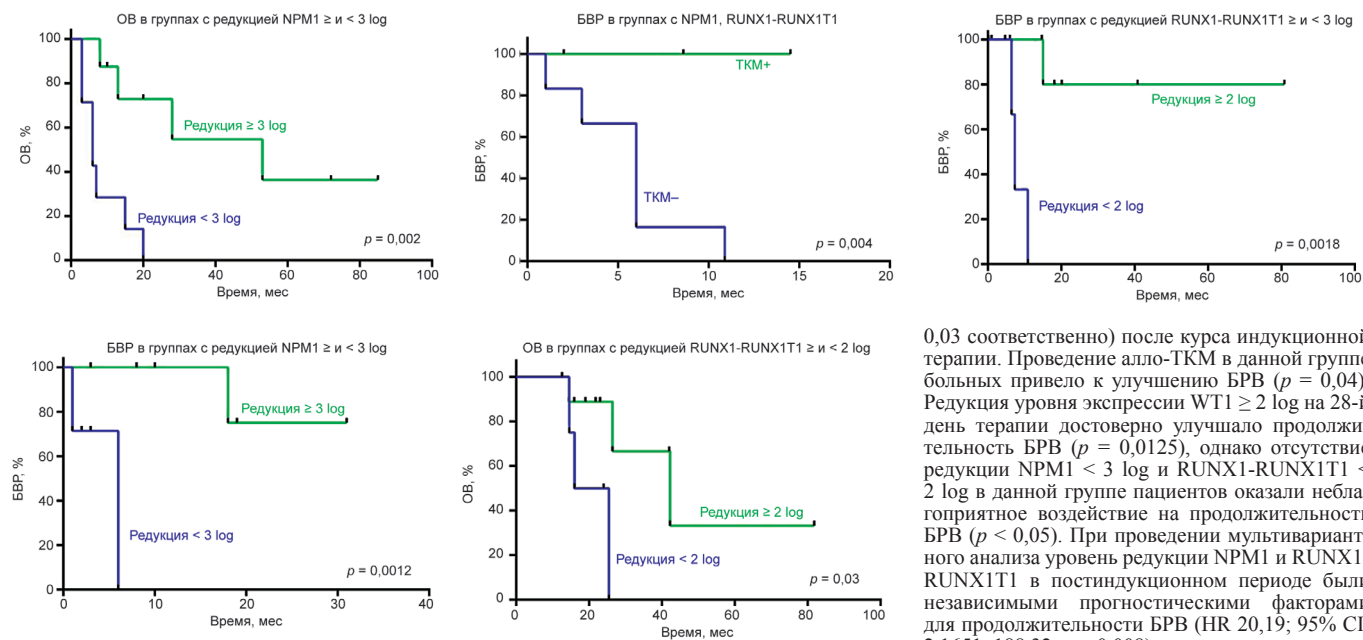 ОВ в группах с редукцией NPM1 ≥ и < 3 log
ОВ, %
100
80
60
40
20
0
Редукция ≥ 3 log
Редукция < 3 log
p = 0,002
0 20 40 60 80 100
Время, мес
БВР в группах с NPM1, RUNX1-RUNX1T1
БВР, %
100
80
60
40
20
0
ТКМ+
ТКМ–
p = 0,004
0 5 10 15 20
Время, мес
БВР в группах с редукцией RUNX1-RUNX1T1 ≥ и < 3 log
БВР, %
100
80
60
40
20
0
Редукция ≥ 2 log
Редукция < 2 log
p = 0,0018
0 20 40 60 80 100
Время, мес
БВР в группах с редукцией NPM1 ≥ и < 3 log
БВР, %
100
80
60
40
20
0
Редукция ≥ 3 log
Редукция < 3 log
p = 0,0012
0 10 20 30 40
Время, мес
ОВ в группах с редукцией RUNX1-RUNX1T1 ≥ и < 2 log
ОВ, %
100
80
60
40
20
0
Редукция ≥ 2 log
Редукция < 2 log
p = 0,03
0 20 40 60 80 100
Время, мес
0,03 соответственно) после курса индукционной
терапии. Проведение алло-ТКМ в данной группе
больных привело к улучшению БРВ (p = 0,04)
Редукция уровня экспрессии WT1 ≥ 2 log на 28-й
день терапии достоверно улучшало продолжи
тельность БРВ (p = 0,0125), однако отсутствие
редукции NPM1 < 3 log и RUNX1-RUNX1T1 <
2 log в данной группе пациентов оказали небла
гоприятное воздействие на продолжительность
БРВ (p < 0,05). При проведении мультивариант
ного анализа уровень редукции NPM1 и RUNX1
RUNX1T1 в постиндукционном периоде были
независимыми прогностическими факторами
для продолжительности БРВ (HR 20,19; 95% CI